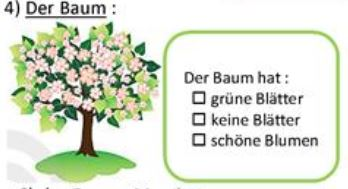 4) Der Baum :
Der Baum hat :
☐ grüne Blätter
☐ keine Blätter
☐ schöne Blumen